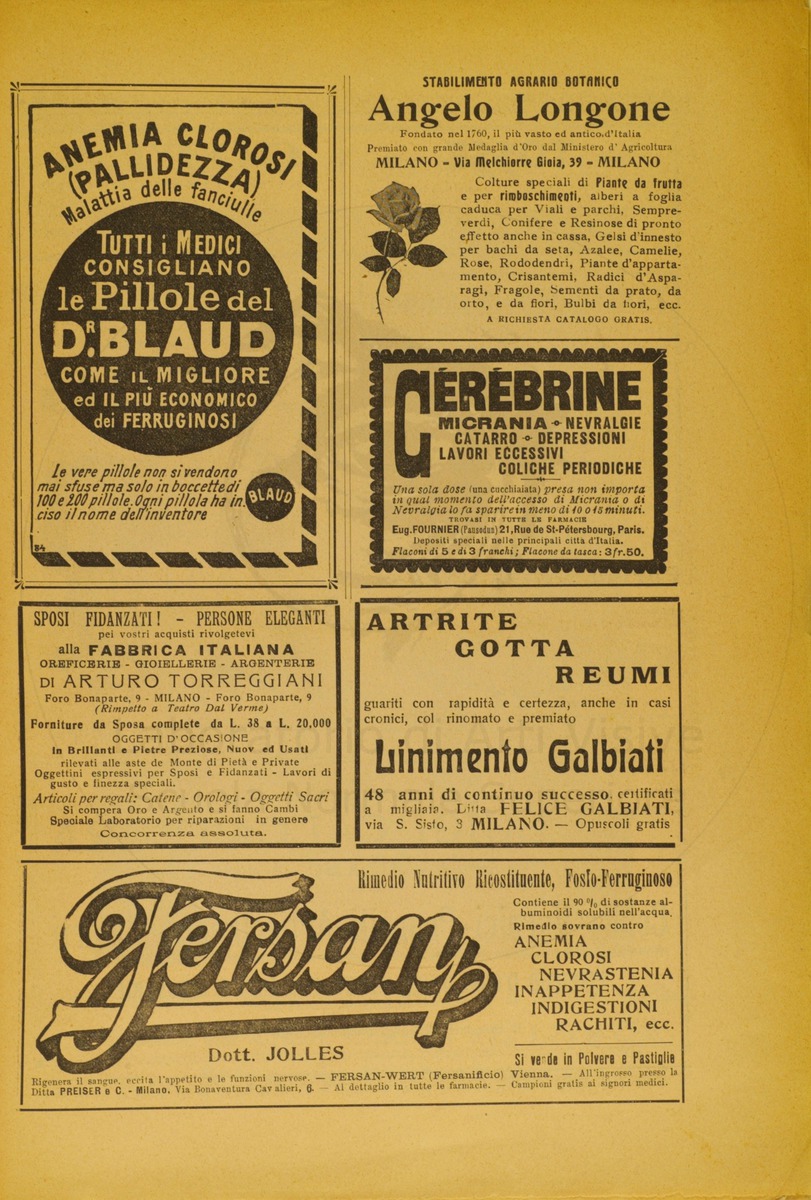 ANEMIA CLOROSI
(PALLIDEZZA)
Malattia delle fanciulle
TUTTI i MEDICI
CONSIGLIANO
le Pillole del
DR. BLAUD
COME IL MIGLIORE
ed IL PIÙ ECONOMICO
dei FERRUGINOSI
Le vere pillole non si vendono
mai sfuse ma solo in boccette di
100 e 200 pillole. Ogni pillola ha in.
ciso il nome dell'inventore
BLAUD
84
STABILIMENTO AGRARIO BOTANICO
Angelo Longone
Fondato nel 1760, il più vasto ed antico d'Italia
Premiato con grande Medaglia d'Oro dal Ministero d' Agricoltura
MILANO - Via Melchiorre Gioia, 39 - MILANO
Colture speciali di Piante da frutta
e per rimboschimenti, alberi a foglia
caduca per Viali e parchi, Sempre-
verdi, Conifere e Resinose di pronto
effetto anche in cassa, Gelsi d'innesto
per bachi da seta, Azalee, Camelie,
Rose, Rododendri, Piante d'apparta-
mento, Crisantemi, Radici d'Aspa-
ragi, Fragole, Sementi da prato, da
orto, e da fiori, Bulbi da fiori, ecc.
A RICHIESTA CATALOGO GRATIS.
CÉRÉBRINE
MICRANIA - NEVRALGIE
CATARRO - DEPRESSIONI
LAVORI ECCESSIVI
COLICHE PERIODICHE
Una sola dose (una cucchiaiata) presa non importa
in qual momento dell'accesso di Micrania o di
Nevralgia lo fa sparire in meno di 10 o 15 minuti.
TROVASI IN TUTTE LE FARMACIE
Eug. FOURNIER (Pausodun) 21, Rue de St-Pétersbourg, Paris.
Depositi speciali nelle principali città d'Italia.
Flaconi di 5 e di 3 franchi; Flacone da tasca: 3 fr. 50.
SPOSI FIDANZATI! - PERSONE ELEGANTI
pei vostri acquisti rivolgetevi
alla FABBRICA ITALIANA
OREFICERIE - GIOIELLERIE - ARGENTERIE
DI ARTURO TORREGGIANI
Foro Bonaparte, 9 - MILANO - Foro Bonaparte, 9
(Rimpetto a Teatro Dal Verme)
Forniture da Sposa complete da L. 38 a L. 20,000
OGGETTI D'OCCASIONE
In Brillanti e Pietre Preziose, Nuov ed Usati
rilevati alle aste de Monte di Pietà e Private
Oggettini espressivi per Sposi e Fidanzati - Lavori di
gusto e finezza speciali.
Articoli per regali: Catene - Orologi - Oggetti Sacri
Si compera Oro e Argento e si fanno Cambi
Speciale Laboratorio per riparazioni in genere
Concorrenza assoluta.
ARTRITE
GOTTA
REUMI
guariti con rapidità e certezza, anche in casi
cronici, col rinomato e premiato
Linimento Galbiati
48 anni di continuo successo. certificati
a migliaia. Ditta FELICE GALBIATI,
via S. Sisto, 3 MILANO. — Opuscoli gratis
Rimedio Nutritivo Ricostituente, Fosfo-Ferruginoso
Fersan
Dott. JOLLES
Contiene il 90 % di sostanze al-
buminoidi solubili nell'acqua.
Rimedio sovrano contro
ANEMIA
CLOROSI
NEVRASTENIA
INAPPETENZA
INDIGESTIONI
RACHITI, ecc.
Si vende in Polvere e Pastiglie
Rigenera il sangue, eccita l'appetito e le funzioni nervose. — FERSAN-WERT (Fersanificio) Vienna. — All'ingrosso presso la
Ditta PREISER e C. - Milano, Via Bonaventura Cavalieri, 6. — Al dettaglio in tutte le farmacie. — Campioni gratis ai signori medici.